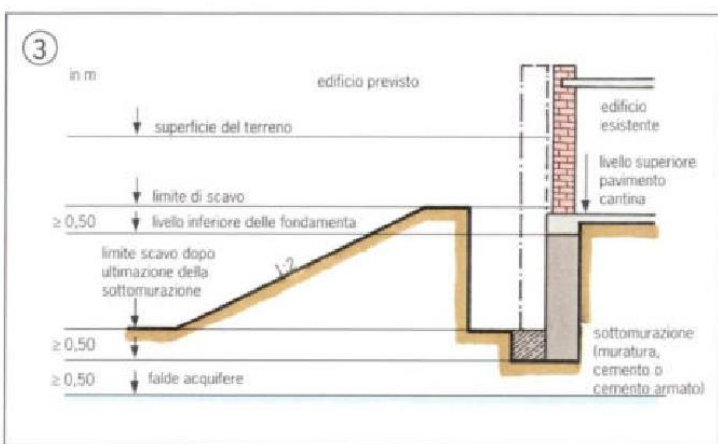 3
in m
edificio previsto
edificio
esistente
superficie del terreno
livello superiore
pavimento
cantina
limite di scavo
≥ 0,50
livello inferiore delle fondamenta
limite scavo dopo
ultimazione della
sottomurazione
1:2
≥ 0,50
sottomurazione
(muratura,
cemento o
cemento armato)
≥ 0,50
falde acquifere